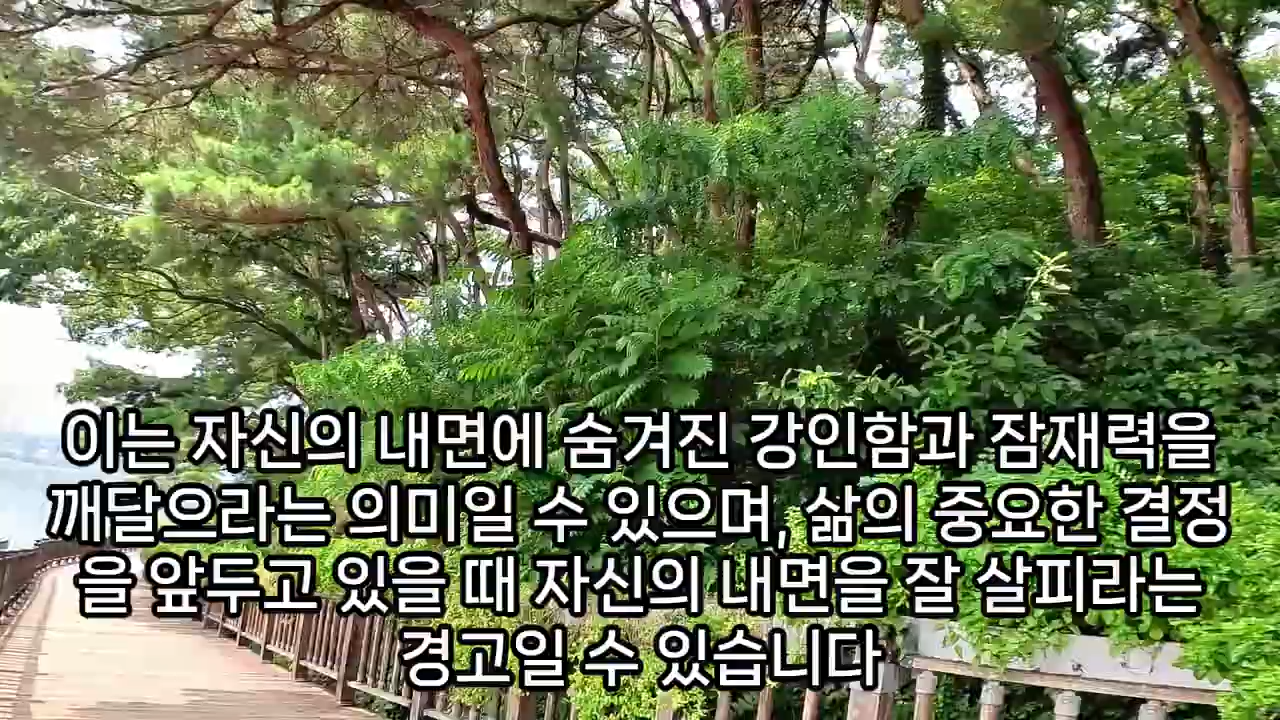 이는 자신의 내면에 숨겨진 강인함과 잠재력을
깨달으라는 의미일 수 있으며, 삶의 중요한 결정
을 앞두고 있을 때 자신의 내면을 잘 살피라는
경고일 수 있습니다